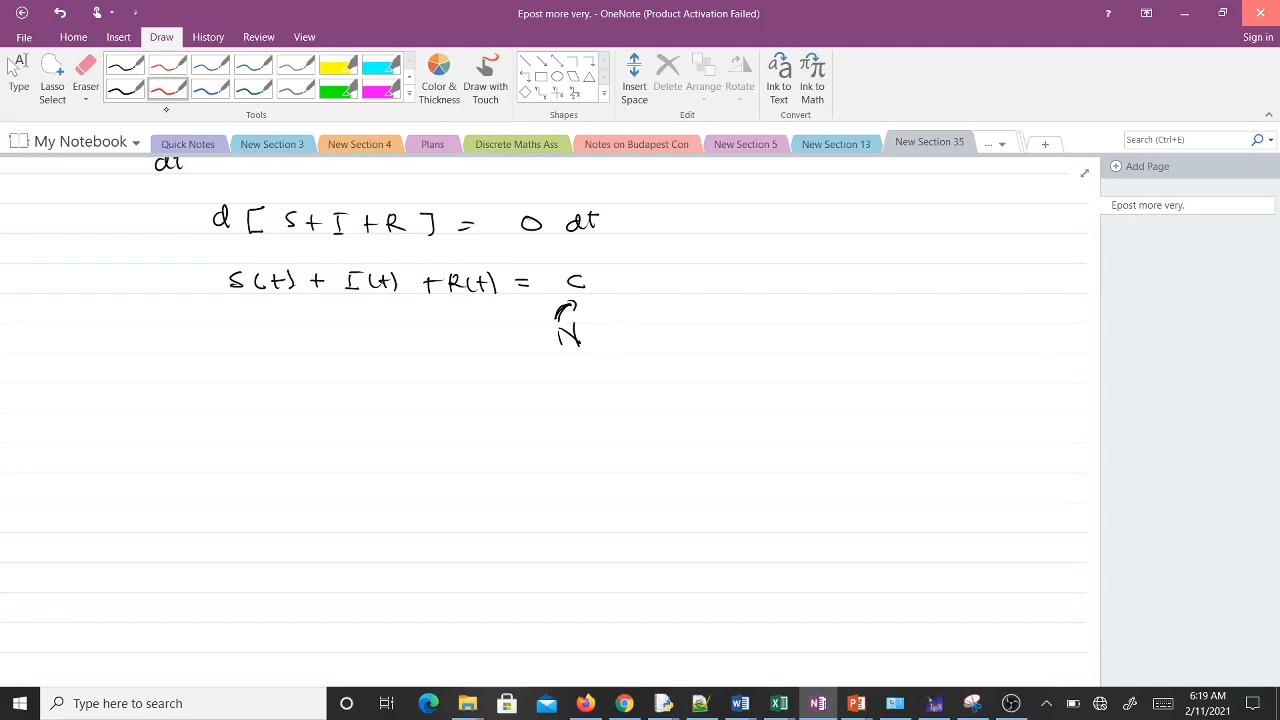 Epost more very. - OneNote (Product Activation Failed)
File Home Insert Draw History Review View Sign in
Type Lasso Select Eraser Color & Thickness Draw with Touch Insert Space Delete Arrange Rotate Ink to Text Ink to Math
Tools Shapes Edit Convert
My Notebook Quick Notes New Section 3 New Section 4 Plans Discrete Maths Ass Notes on Budapest Con New Section 5 New Section 13 New Section 35 ... + Search (Ctrl+E)
Add Page
Epost more very.
dt
d [ S + I + R ] = 0 dt
S(t) + I(t) + R(t) = C
N
Type here to search
6:19 AM
2/11/2021